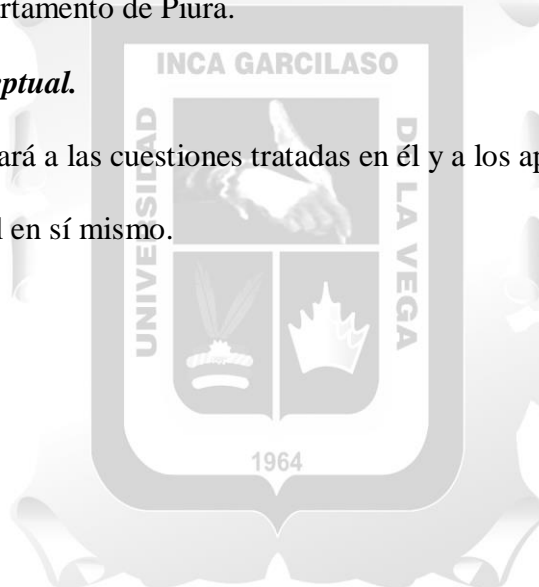 rtamento de Piura.
INCA GARCILASO
eptual.
UNIVERSIDAD
DE LA VEGA
ará a las cuestiones tratadas en él y a los ap
l en sí mismo.
1964